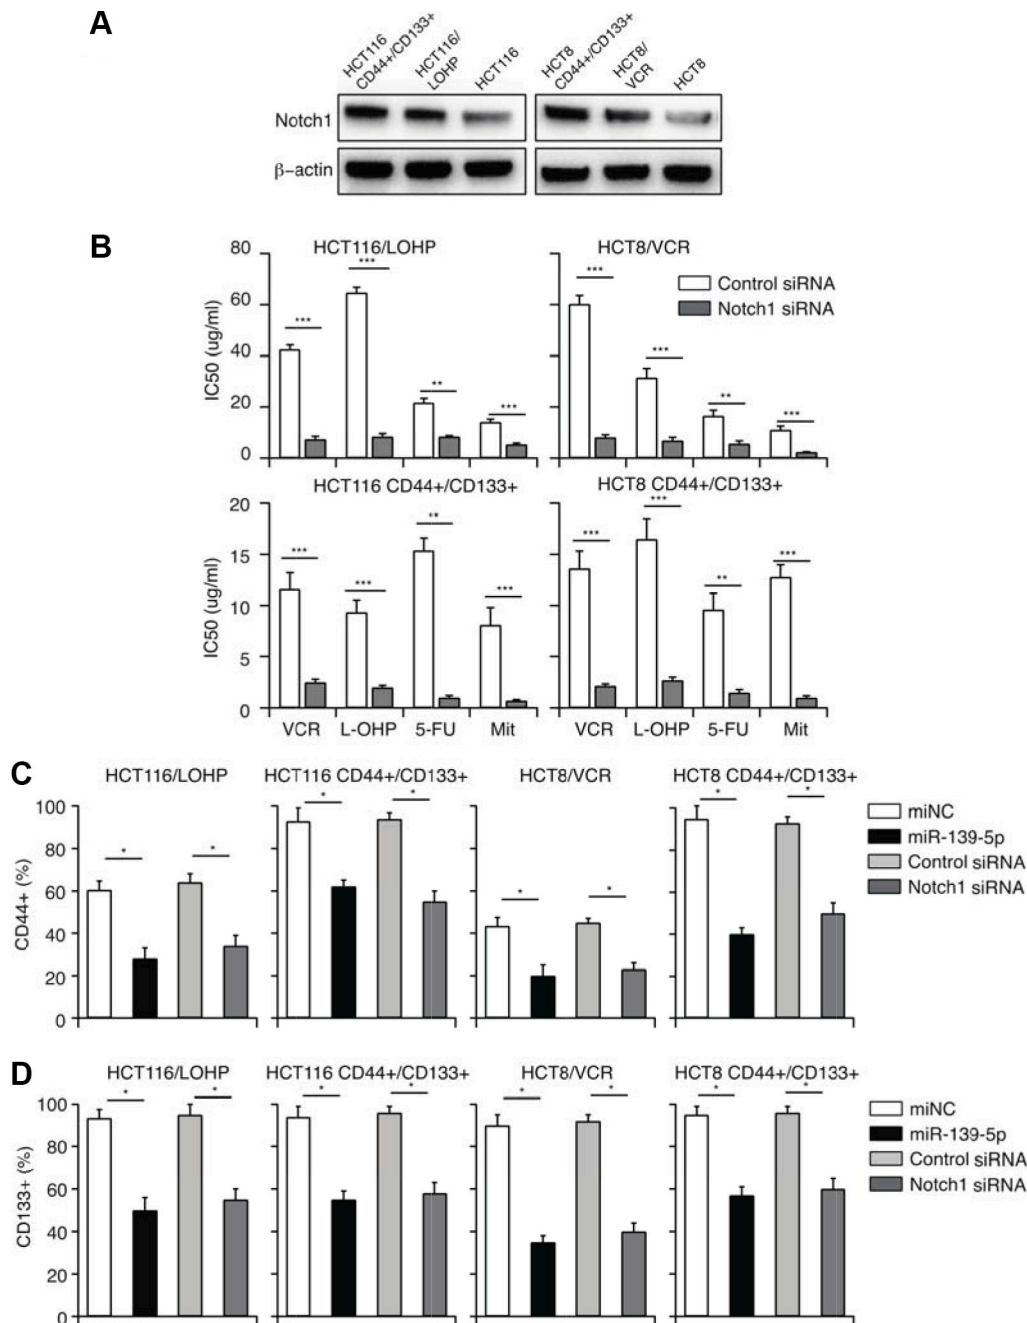 A
HCT116
CD44+/CD133+
HCT116/
LOHP
HCT116
HCT8
CD44+/CD133+
HCT8/
VCR
HCT8
Notch1
β-actin
B
HCT116/LOHP
HCT8/VCR
IC50 (ug/ml)
80
60
40
20
0
***
***
**
***
***
***
**
***
Control siRNA
Notch1 siRNA
HCT116 CD44+/CD133+
HCT8 CD44+/CD133+
IC50 (ug/ml)
20
15
10
5
0
***
***
**
***
***
***
**
***
VCR L-OHP 5-FU Mit
VCR L-OHP 5-FU Mit
C
HCT116/LOHP
HCT116 CD44+/CD133+
HCT8/VCR
HCT8 CD44+/CD133+
CD44+ (%)
100
80
60
40
20
0
* *
* *
* *
* *
miNC
miR-139-5p
Control siRNA
Notch1 siRNA
D
HCT116/LOHP
HCT116 CD44+/CD133+
HCT8/VCR
HCT8 CD44+/CD133+
CD133+ (%)
100
80
60
40
20
0
* *
* *
* *
* *
miNC
miR-139-5p
Control siRNA
Notch1 siRNA